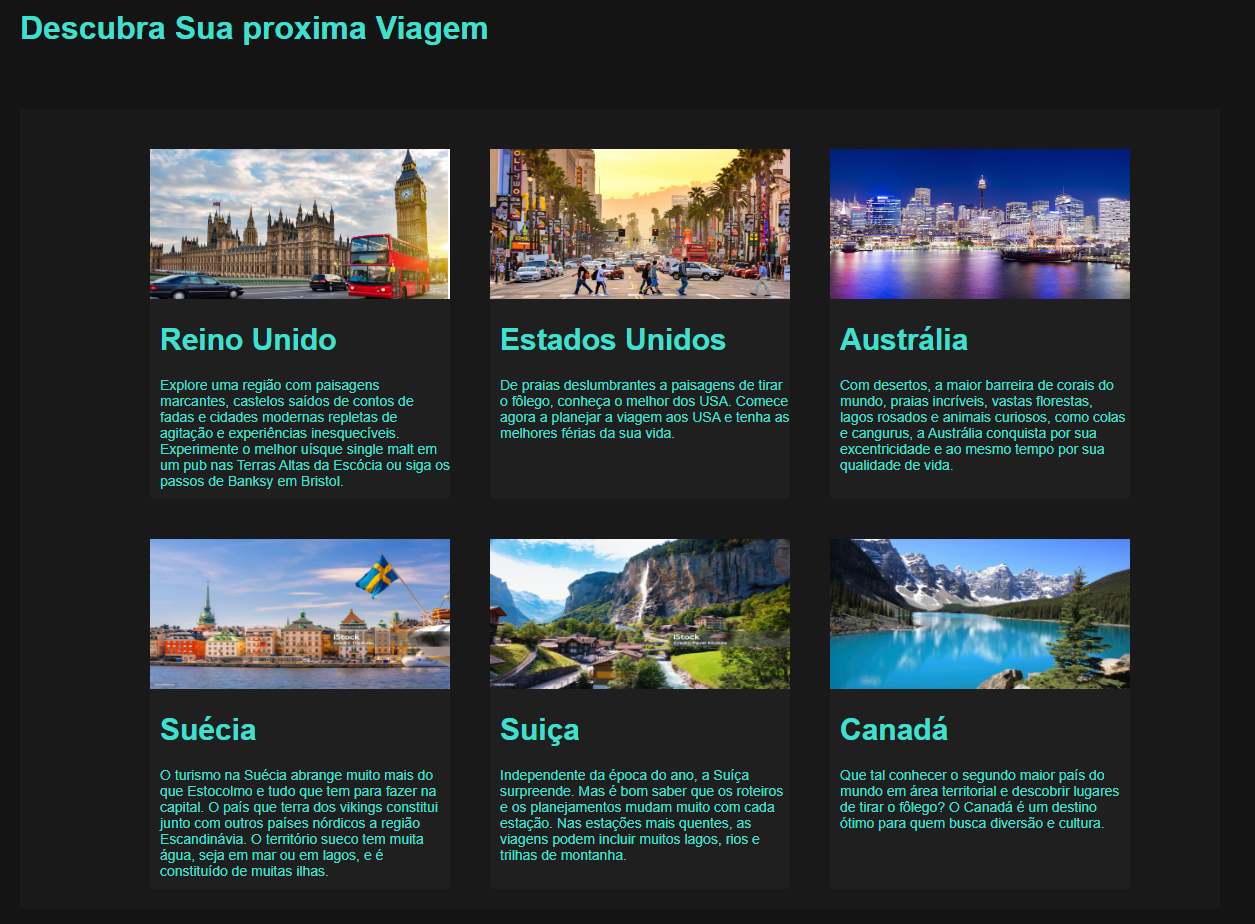 Descubra Sua proxima Viagem
Reino Unido
Explore uma região com paisagens
marcantes, castelos saídos de contos de
fadas e cidades modernas repletas de
agitação e experiências inesquecíveis.
Experimente o melhor uísque single malt em
um pub nas Terras Altas da Escócia ou siga os
passos de Banksy em Bristol.
Estados Unidos
De praias deslumbrantes a paisagens de tirar
o fôlego, conheça o melhor dos USA. Comece
agora a planejar a viagem aos USA e tenha as
melhores férias da sua vida.
Austrália
Com desertos, a maior barreira de corais do
mundo, praias incríveis, vastas florestas,
lagos rosados e animais curiosos, como colas
e cangurus, a Austrália conquista por sua
excentricidade e ao mesmo tempo por sua
qualidade de vida.
iStock
iStock
Suécia
O turismo na Suécia abrange muito mais do
que Estocolmo e tudo que tem para fazer na
capital. O país que terra dos vikings constitui
junto com outros países nórdicos a região
Escandinávia. O território sueco tem muita
água, seja em mar ou em lagos, e é
constituído de muitas ilhas.
Suiça
Independente da época do ano, a Suíça
surpreende. Mas é bom saber que os roteiros
e os planejamentos mudam muito com cada
estação. Nas estações mais quentes, as
viagens podem incluir muitos lagos, rios e
trilhas de montanha.
Canadá
Que tal conhecer o segundo maior país do
mundo em área territorial e descobrir lugares
de tirar o fôlego? O Canadá é um destino
ótimo para quem busca diversão e cultura.